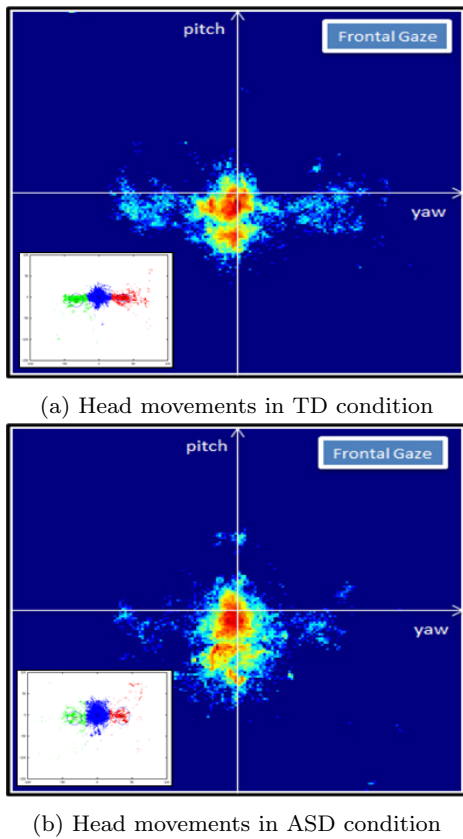 pitch
Frontal Gaze
yaw
(a) Head movements in TD condition
pitch
Frontal Gaze
yaw
(b) Head movements in ASD condition